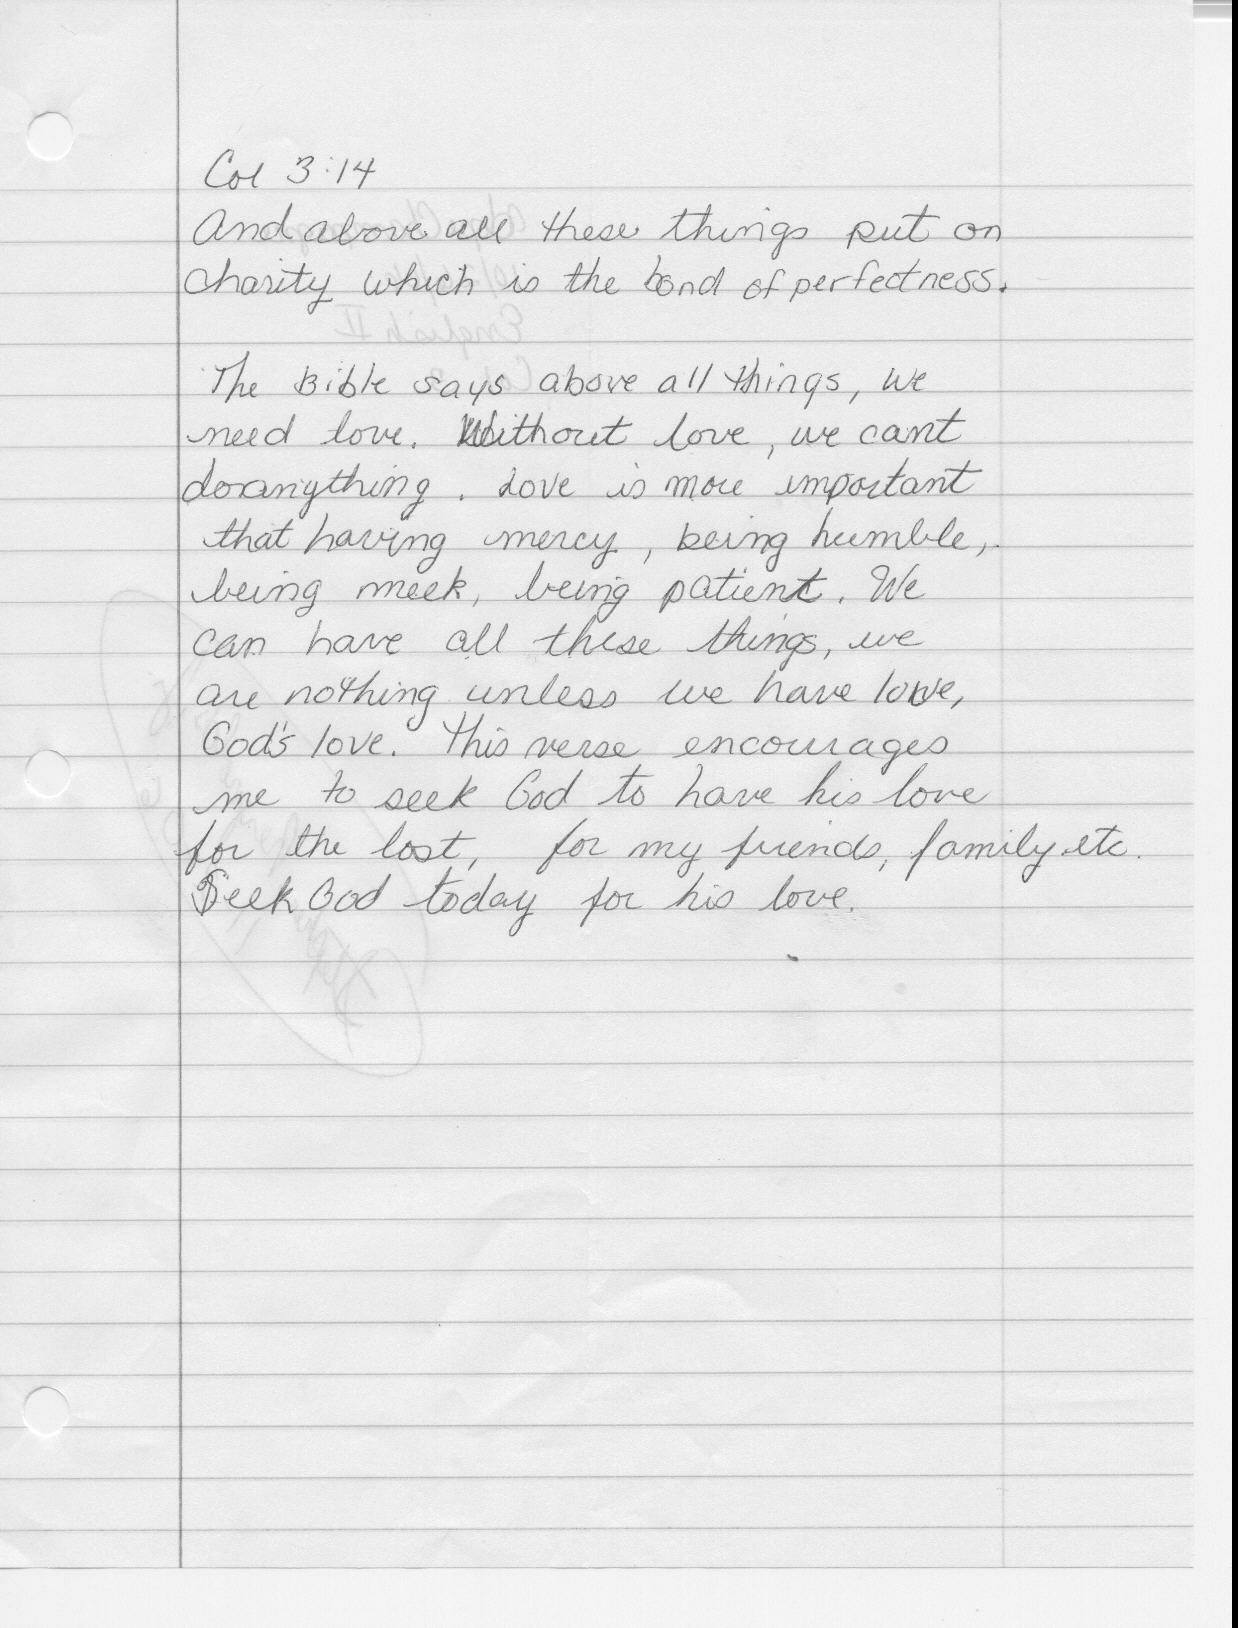 Col 3:14
And above all these things put on
charity which is the bond of perfectness.
The Bible says above all things, we
need love. Without love, we cant
do anything. Love is more important
that having mercy, being humble,
being meek, being patient. We
can have all these things, we
are nothing unless we have love,
God's love. This verse encourages
me to seek God to have his love
for the lost, for my friends, family etc.
Seek God today for his love.
English II